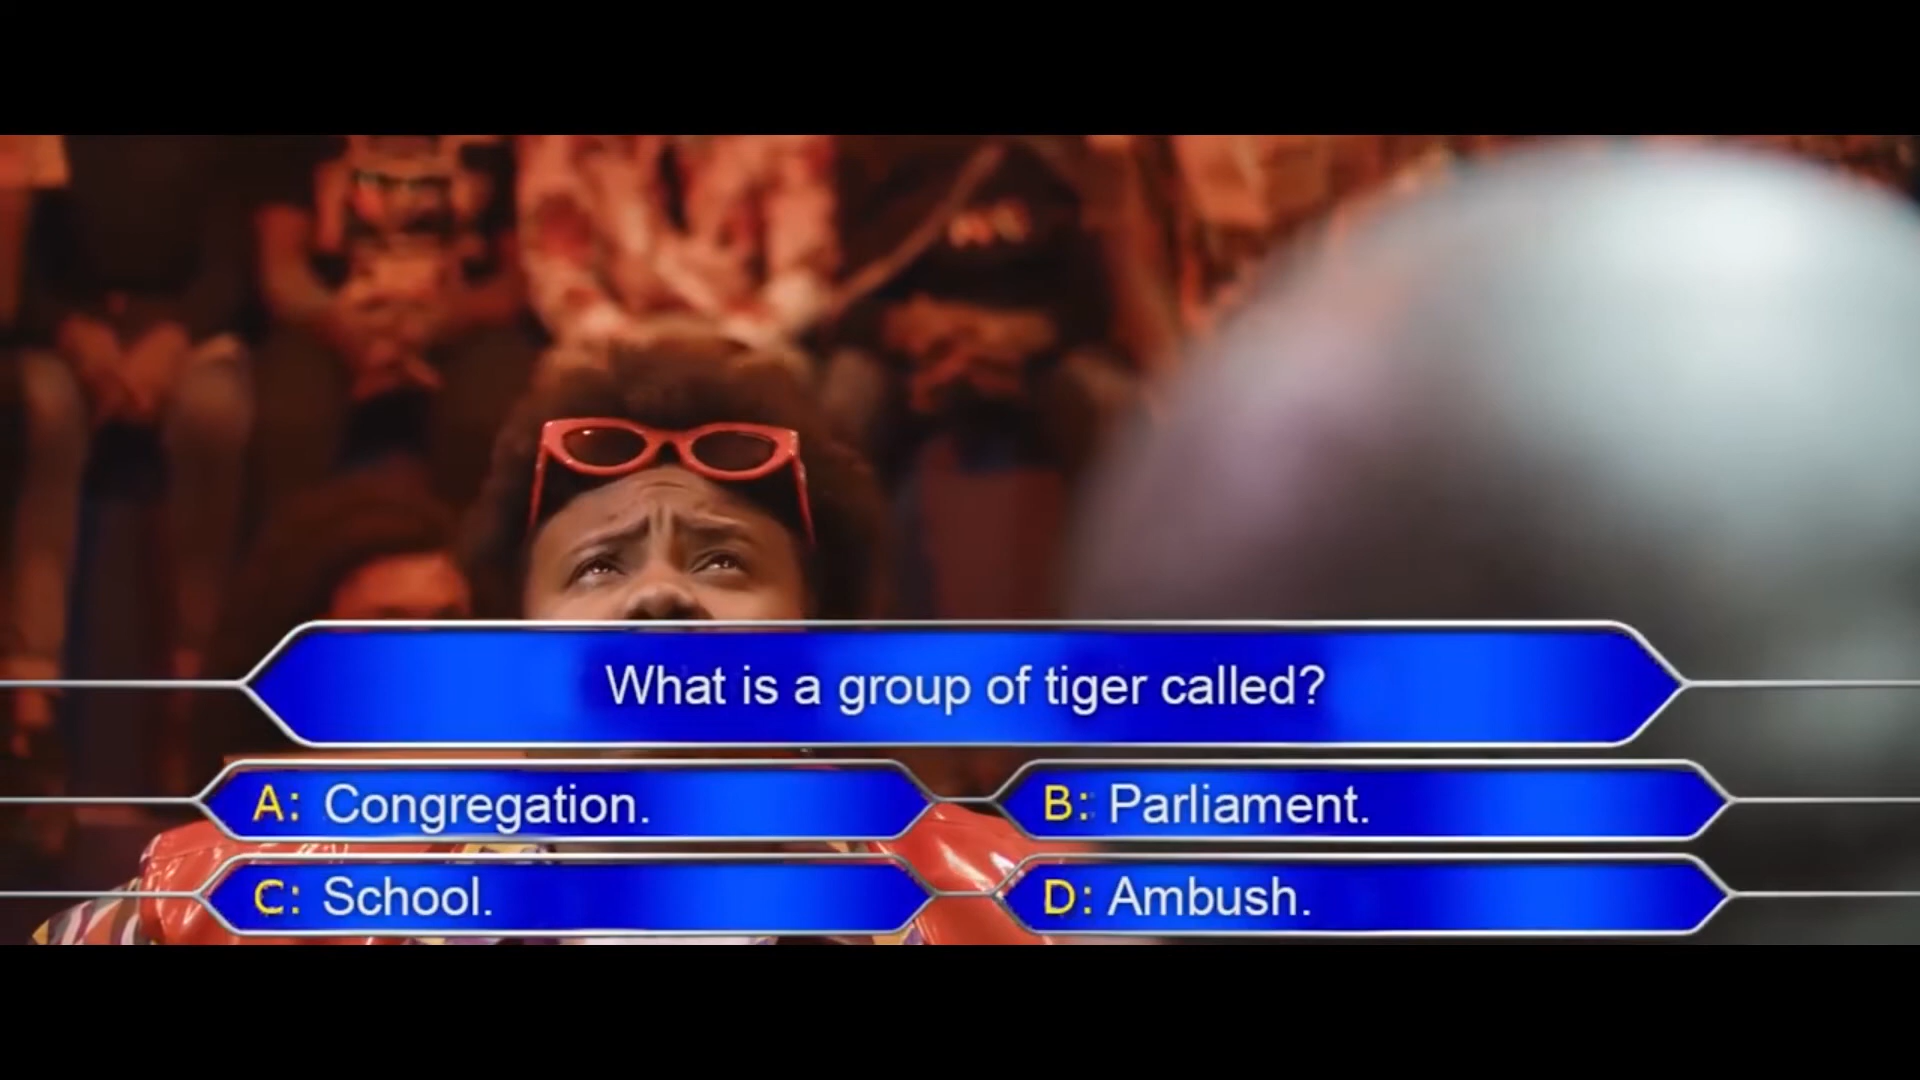 What is a group of tiger called?
A: Congregation.
B: Parliament.
C: School.
D: Ambush.